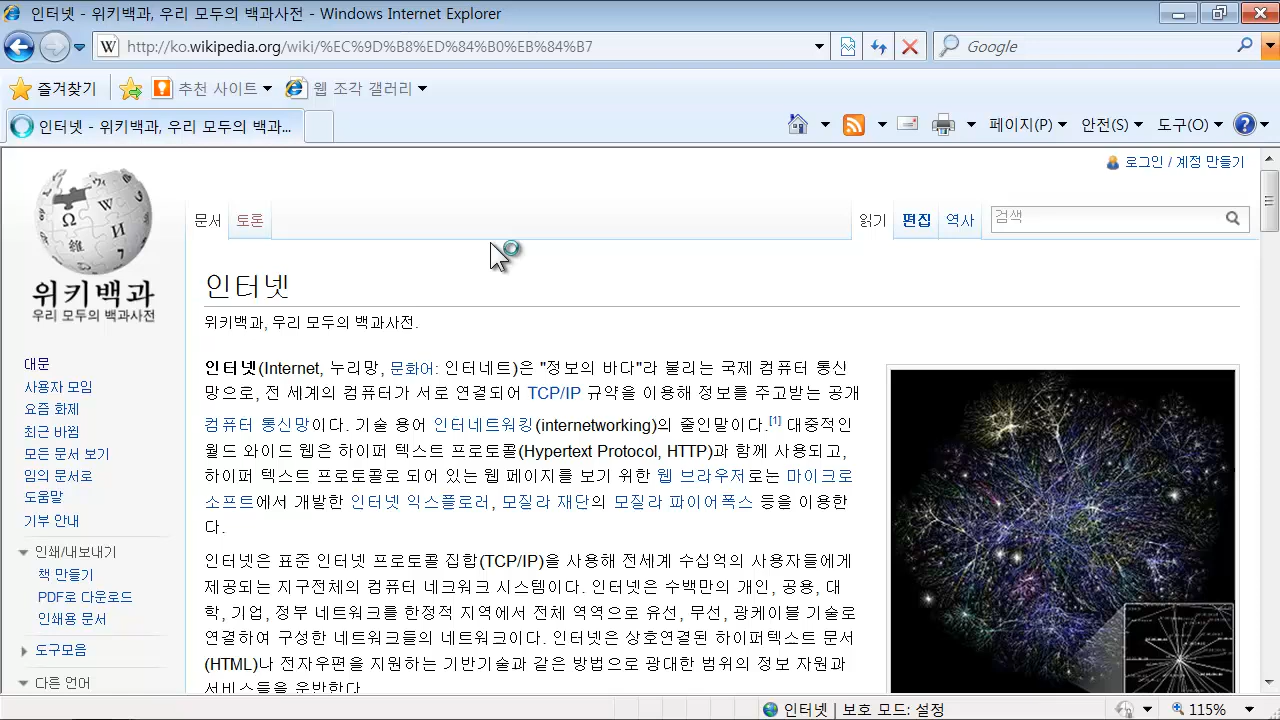 인터넷 - 위키백과, 우리 모두의 백과사전 - Windows Internet Explorer
http://ko.wikipedia.org/wiki/%EC%9D%B8%ED%84%B0%EB%84%B7
Google
즐겨찾기
추천 사이트
웹 조각 갤러리
인터넷 - 위키백과, 우리 모두의 백과...
페이지(P)
안전(S)
도구(O)
로그인 / 계정 만들기
문서
토론
읽기
편집
역사
검색
위키백과
우리 모두의 백과사전
대문
사용자 모임
요즘 화제
최근 바뀜
모든 문서 보기
임의 문서로
도움말
기부 안내
인쇄/내보내기
책 만들기
PDF로 다운로드
인쇄용 문서
도구모음
다른 언어
인터넷
위키백과, 우리 모두의 백과사전.
인터넷(Internet, 누리망, 문화어: 인터네트)은 "정보의 바다"라 불리는 국제 컴퓨터 통신
망으로, 전 세계의 컴퓨터가 서로 연결되어 TCP/IP 규약을 이용해 정보를 주고받는 공개
컴퓨터 통신망이다. 기술 용어 인터네트워킹(internetworking)의 줄인말이다.[1] 대중적인
월드 와이드 웹은 하이퍼 텍스트 프로토콜(Hypertext Protocol, HTTP)과 함께 사용되고,
하이퍼 텍스트 프로토콜로 되어 있는 웹 페이지를 보기 위한 웹 브라우저로는 마이크로
소프트에서 개발한 인터넷 익스플로러, 모질라 재단의 모질라 파이어폭스 등을 이용한
다.
인터넷은 표준 인터넷 프로토콜 집합(TCP/IP)을 사용해 전세계 수십억의 사용자들에게
제공되는 지구전체의 컴퓨터 네크워크 시스템이다. 인터넷은 수백만의 개인, 공용, 대
학, 기업, 정부 네트워크를 한정적 지역에서 전체 영역으로 유선, 무선, 광케이블 기술로
연결하여 구성한 네트워크들의 네트워크이다. 인터넷은 상호연결된 하이퍼텍스트 문서
(HTML)나 전자우편을 지원하는 기반기술과 같은 방법으로 광대한 범위의 정보 자원과
서비스들을 운반한다
인터넷 | 보호 모드: 설정
115%